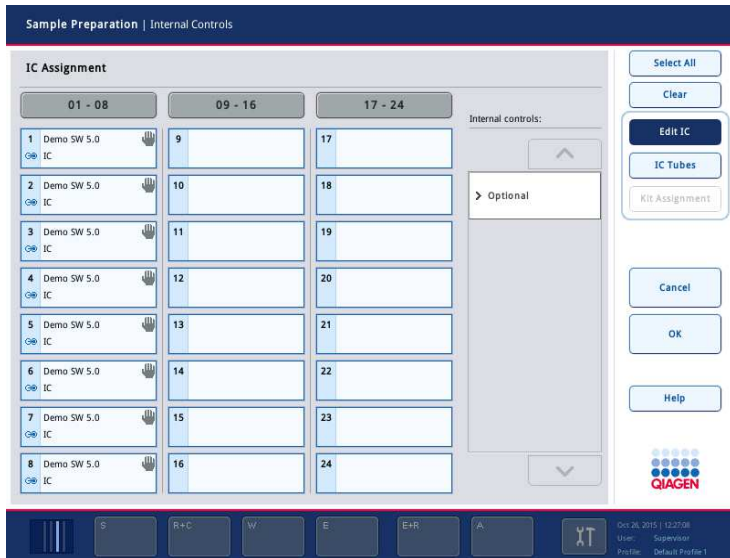 Sample Preparation | Internal Controls
IC Assignment
01 - 08
09 - 16
17 - 24
1 Demo SW 5.0
IC
2 Demo SW 5.0
IC
3 Demo SW 5.0
IC
4 Demo SW 5.0
IC
5 Demo SW 5.0
IC
6 Demo SW 5.0
IC
7 Demo SW 5.0
IC
8 Demo SW 5.0
IC
9
10
11
12
13
14
15
16
17
18
19
20
21
22
23
24
Internal controls:
Optional
Select All
Clear
Edit IC
IC Tubes
Kit Assignment
Cancel
OK
Help
QIAGEN
S
R+C
W
E
E+R
A
Oct 26, 2015 | 12:27:08
User: Supervisor
Profile: Default Profile 1